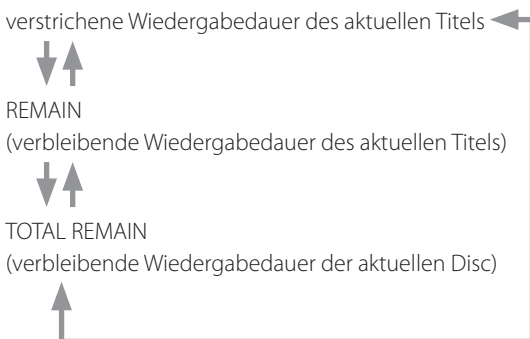 verstrichene Wiedergabedauer des aktuellen Titels
REMAIN
(verbleibende Wiedergabedauer des aktuellen Titels)
TOTAL REMAIN
(verbleibende Wiedergabedauer der aktuellen Disc)